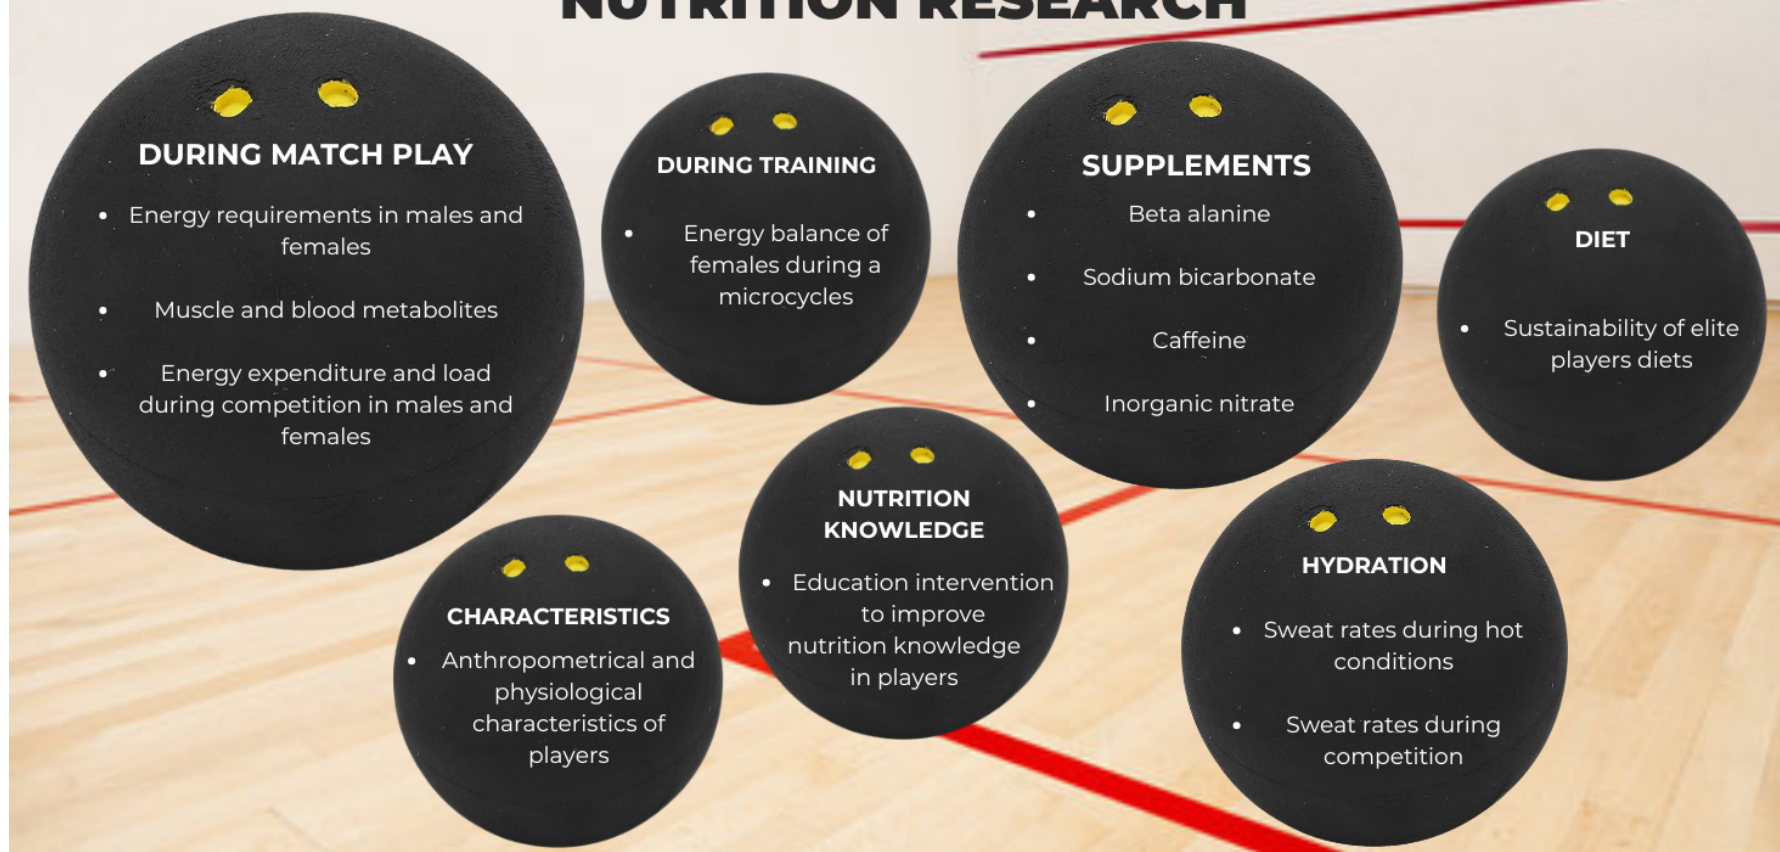 NUTRITION RESEARCH
DURING MATCH PLAY
• Energy requirements in males and
females
• Muscle and blood metabolites
• Energy expenditure and load
during competition in males and
females
DURING TRAINING
• Energy balance of
females during a
microcycles
SUPPLEMENTS
• Beta alanine
• Sodium bicarbonate
• Caffeine
• Inorganic nitrate
DIET
• Sustainability of elite
players diets
CHARACTERISTICS
• Anthropometrical and
physiological
characteristics of
players
NUTRITION
KNOWLEDGE
• Education intervention
to improve
nutrition knowledge
in players
HYDRATION
• Sweat rates during hot
conditions
• Sweat rates during
competition